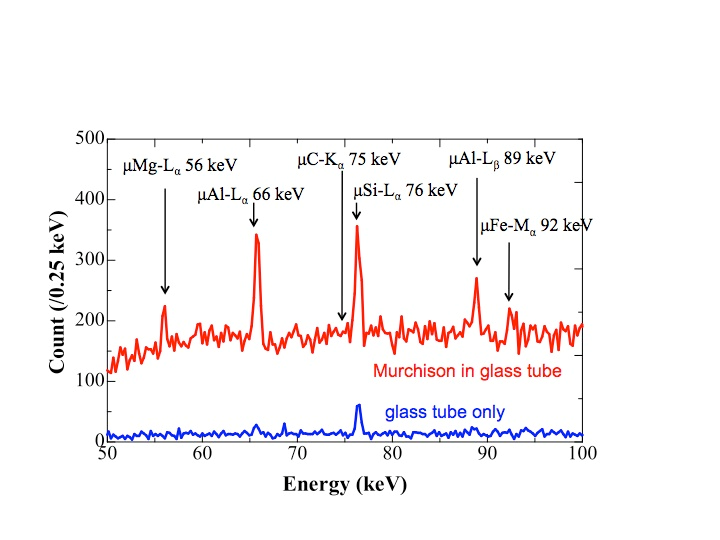 500
400
300
200
100
0
Count (/0.25 keV)
μMg-Lα 56 keV
μAl-Lα 66 keV
μC-Kα 75 keV
μSi-Lα 76 keV
μAl-Lβ 89 keV
μFe-Mα 92 keV
Murchison in glass tube
glass tube only
50 60 70 80 90 100
Energy (keV)